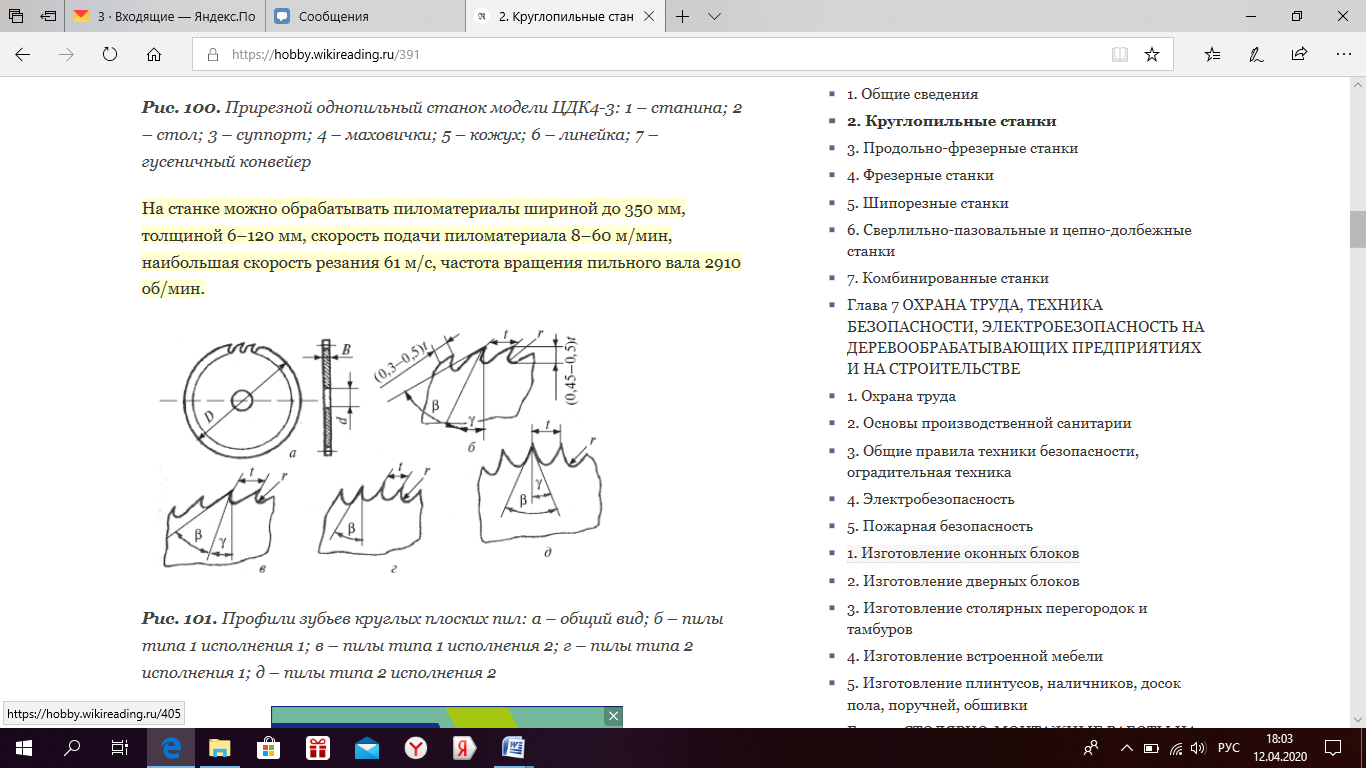 3 · Входящие — Яндекс.По
Сообщения
2. Круглопильные стан
https://hobby.wikireading.ru/391
Рис. 100. Прирезной однопильный станок модели ЦДК4-3: 1 – станина; 2
– стол; 3 – суппорт; 4 – маховички; 5 – кожух; 6 – линейка; 7 –
гусеничный конвейер
На станке можно обрабатывать пиломатериалы шириной до 350 мм,
толщиной 6–120 мм, скорость подачи пиломатериала 8–60 м/мин,
наибольшая скорость резания 61 м/с, частота вращения пильного вала 2910
об/мин.
D
B
d
а
(0,3–0,5)t
t
r
(0,45–0,5)t
β
γ
б
t
r
β
γ
в
t
r
β
г
t
r
γ
β
д
Рис. 101. Профили зубьев круглых плоских пил: а – общий вид; б – пилы
типа 1 исполнения 1; в – пилы типа 1 исполнения 2; г – пилы типа 2
исполнения 1; д – пилы типа 2 исполнения 2
1. Общие сведения
2. Круглопильные станки
3. Продольно-фрезерные станки
4. Фрезерные станки
5. Шипорезные станки
6. Сверлильно-пазовальные и цепно-долбежные
станки
7. Комбинированные станки
Глава 7 ОХРАНА ТРУДА, ТЕХНИКА
БЕЗОПАСНОСТИ, ЭЛЕКТРОБЕЗОПАСНОСТЬ НА
ДЕРЕВООБРАБАТЫВАЮЩИХ ПРЕДПРИЯТИЯХ
И НА СТРОИТЕЛЬСТВЕ
1. Охрана труда
2. Основы производственной санитарии
3. Общие правила техники безопасности,
оградительная техника
4. Электробезопасность
5. Пожарная безопасность
1. Изготовление оконных блоков
2. Изготовление дверных блоков
3. Изготовление столярных перегородок и
тамбуров
4. Изготовление встроенной мебели
5. Изготовление плинтусов, наличников, досок
пола, поручней, обшивки
https://hobby.wikireading.ru/405
РУС
18:03
12.04.2020